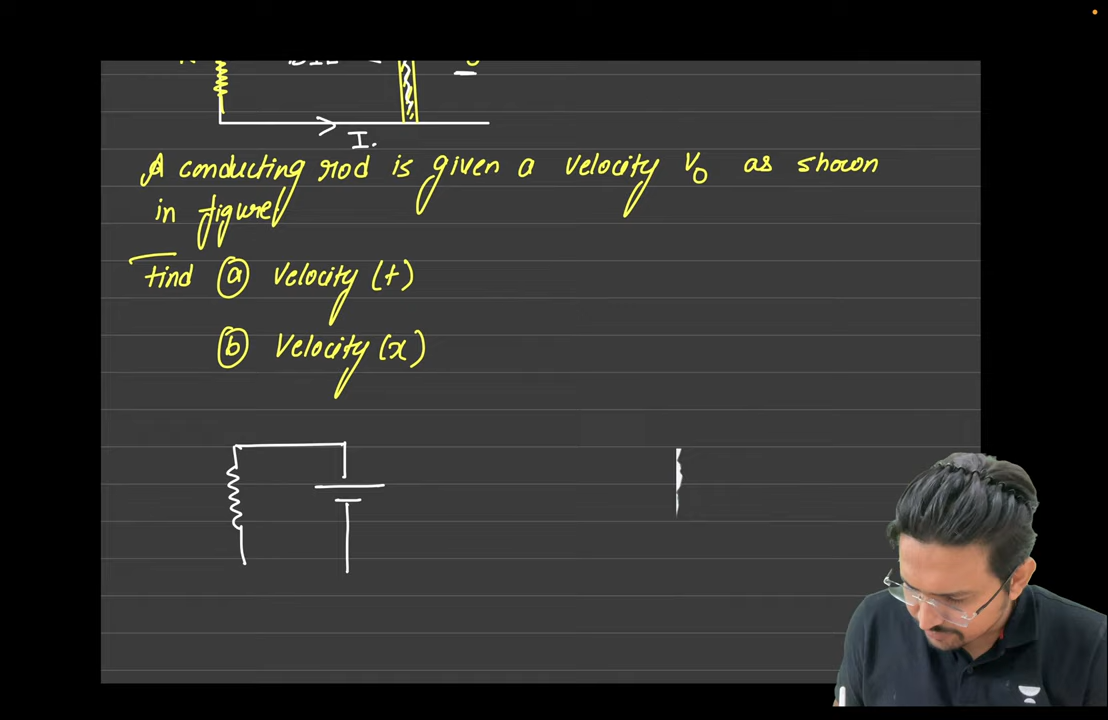 I.
A conducting rod is given a velocity V0 as shown
in figure
Find (a) Velocity (t)
(b) Velocity (x)